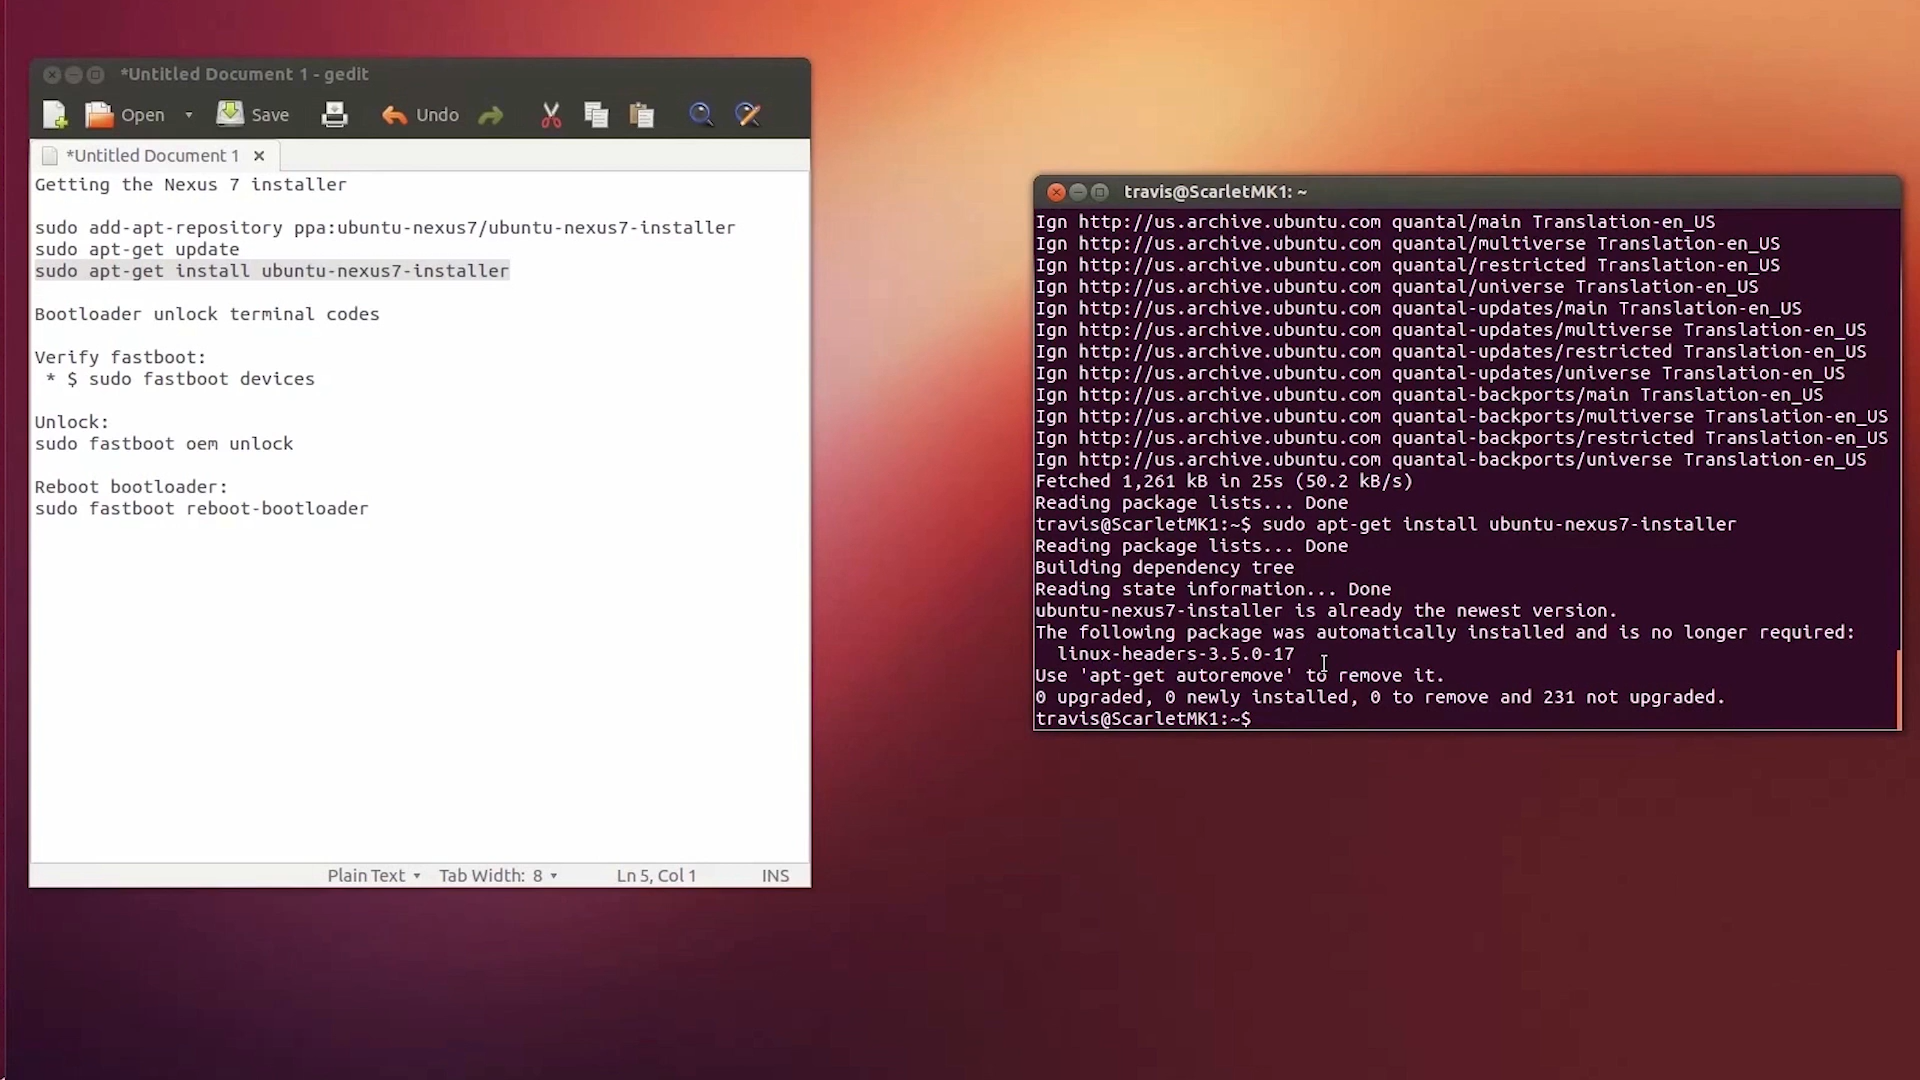 *Untitled Document 1 - gedit
Open
Save
Undo
*Untitled Document 1
Getting the Nexus 7 installer
sudo add-apt-repository ppa:ubuntu-nexus7/ubuntu-nexus7-installer
sudo apt-get update
sudo apt-get install ubuntu-nexus7-installer
Bootloader unlock terminal codes
Verify fastboot:
* $ sudo fastboot devices
Unlock:
sudo fastboot oem unlock
Reboot bootloader:
sudo fastboot reboot-bootloader
Plain Text Tab Width: 8 Ln 5, Col 1 INS
travis@ScarletMK1: ~
Ign http://us.archive.ubuntu.com quantal/main Translation-en_US
Ign http://us.archive.ubuntu.com quantal/multiverse Translation-en_US
Ign http://us.archive.ubuntu.com quantal/restricted Translation-en_US
Ign http://us.archive.ubuntu.com quantal/universe Translation-en_US
Ign http://us.archive.ubuntu.com quantal-updates/main Translation-en_US
Ign http://us.archive.ubuntu.com quantal-updates/multiverse Translation-en_US
Ign http://us.archive.ubuntu.com quantal-updates/restricted Translation-en_US
Ign http://us.archive.ubuntu.com quantal-updates/universe Translation-en_US
Ign http://us.archive.ubuntu.com quantal-backports/main Translation-en_US
Ign http://us.archive.ubuntu.com quantal-backports/multiverse Translation-en_US
Ign http://us.archive.ubuntu.com quantal-backports/restricted Translation-en_US
Ign http://us.archive.ubuntu.com quantal-backports/universe Translation-en_US
Fetched 1,261 kB in 25s (50.2 kB/s)
Reading package lists... Done
travis@ScarletMK1:~$ sudo apt-get install ubuntu-nexus7-installer
Reading package lists... Done
Building dependency tree
Reading state information... Done
ubuntu-nexus7-installer is already the newest version.
The following package was automatically installed and is no longer required:
linux-headers-3.5.0-17
Use 'apt-get autoremove' to remove it.
0 upgraded, 0 newly installed, 0 to remove and 231 not upgraded.
travis@ScarletMK1:~$